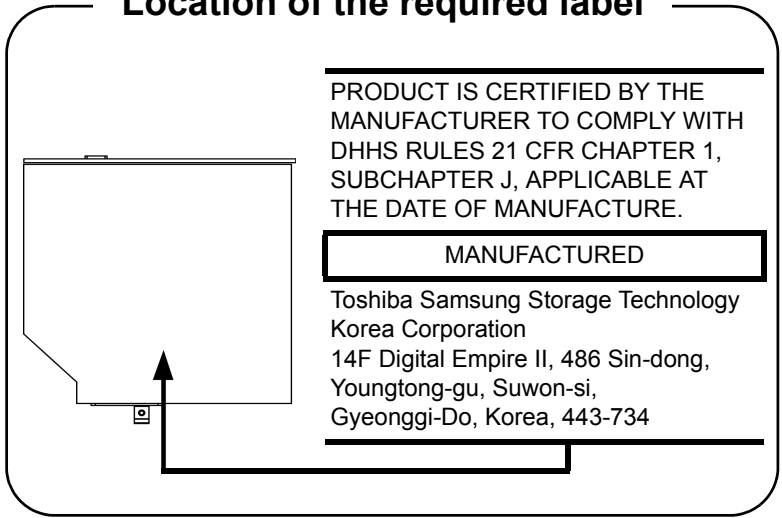 Location of the required label
PRODUCT IS CERTIFIED BY THE
MANUFACTURER TO COMPLY WITH
DHHS RULES 21 CFR CHAPTER 1,
SUBCHAPTER J, APPLICABLE AT
THE DATE OF MANUFACTURE.
MANUFACTURED
Toshiba Samsung Storage Technology
Korea Corporation
14F Digital Empire II, 486 Sin-dong,
Youngtong-gu, Suwon-si,
Gyeonggi-Do, Korea, 443-734